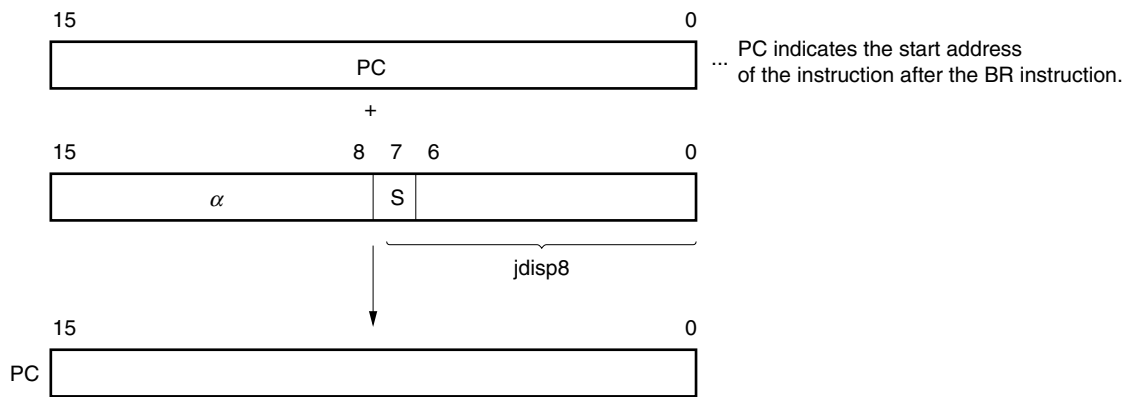 15 0
PC
... PC indicates the start address
of the instruction after the BR instruction.
+
15 8 7 6 0
α S
jdisp8
15 0
PC